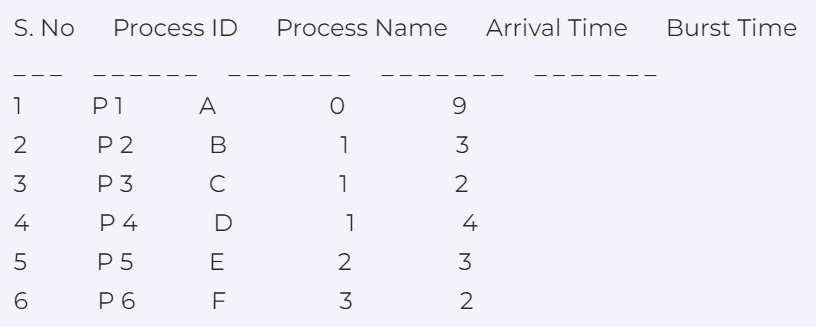 S. No Process ID Process Name Arrival Time Burst Time
_ _ _ _ _ _ _ _ _ _ _ _ _ _ _ _ _ _ _ _ _ _ _ _ _ _ _ _ _ _
1 P 1 A 0 9
2 P 2 B 1 3
3 P 3 C 1 2
4 P 4 D 1 4
5 P 5 E 2 3
6 P 6 F 3 2